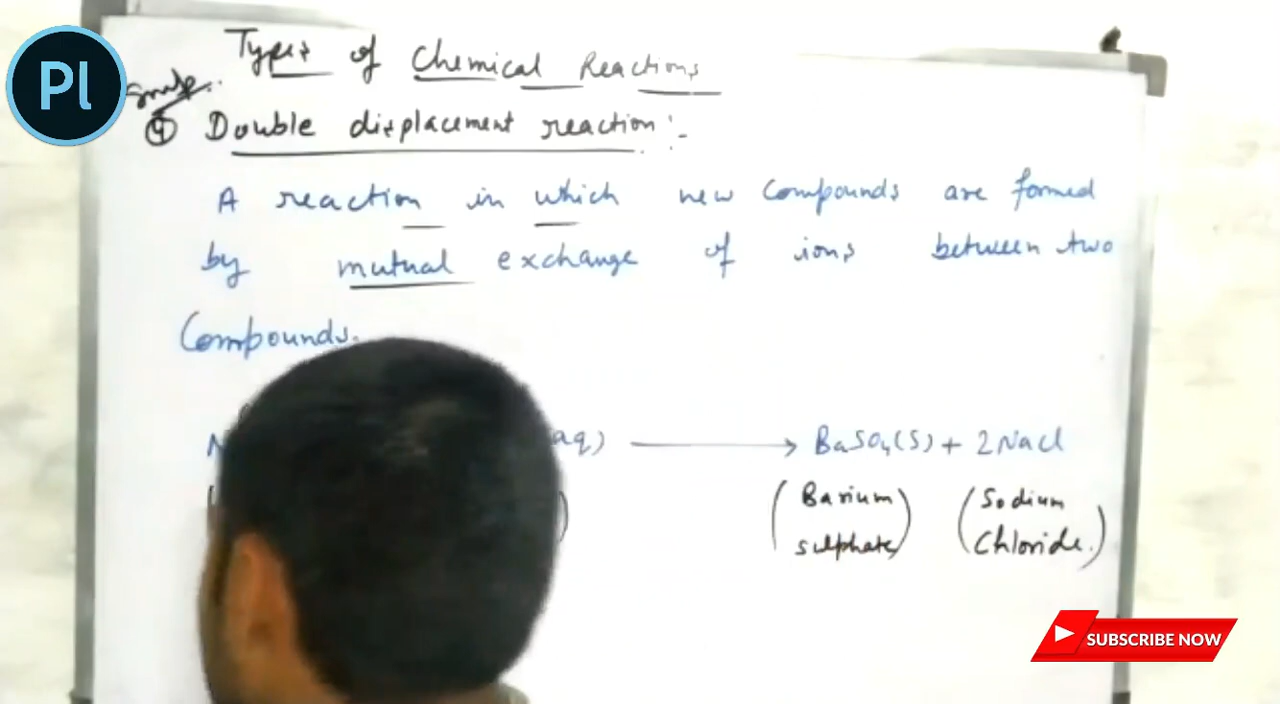 Pl
Types of Chemical Reactions
④ Double displacement reaction:-
A reaction in which new compounds are formed
by mutual exchange of ions between two
Compounds.
N aq) ⟶ BaSO₄(S) + 2NaCl
(Barium sulphate) (Sodium Chloride.)
SUBSCRIBE NOW